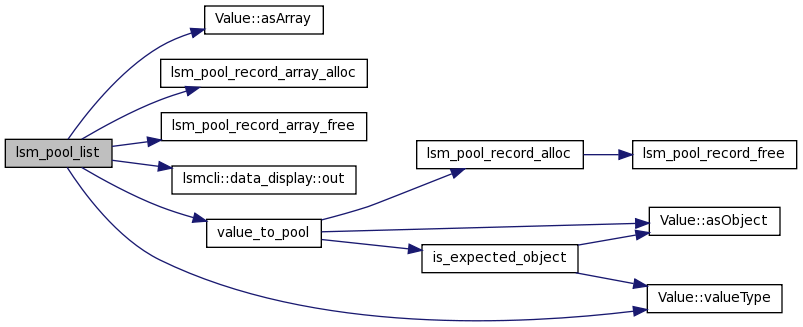 Value::asArray
lsm_pool_record_array_alloc
lsm_pool_record_array_free
lsm_pool_list
lsmcli::data_display::out
value_to_pool
lsm_pool_record_alloc
lsm_pool_record_free
is_expected_object
Value::asObject
Value::valueType